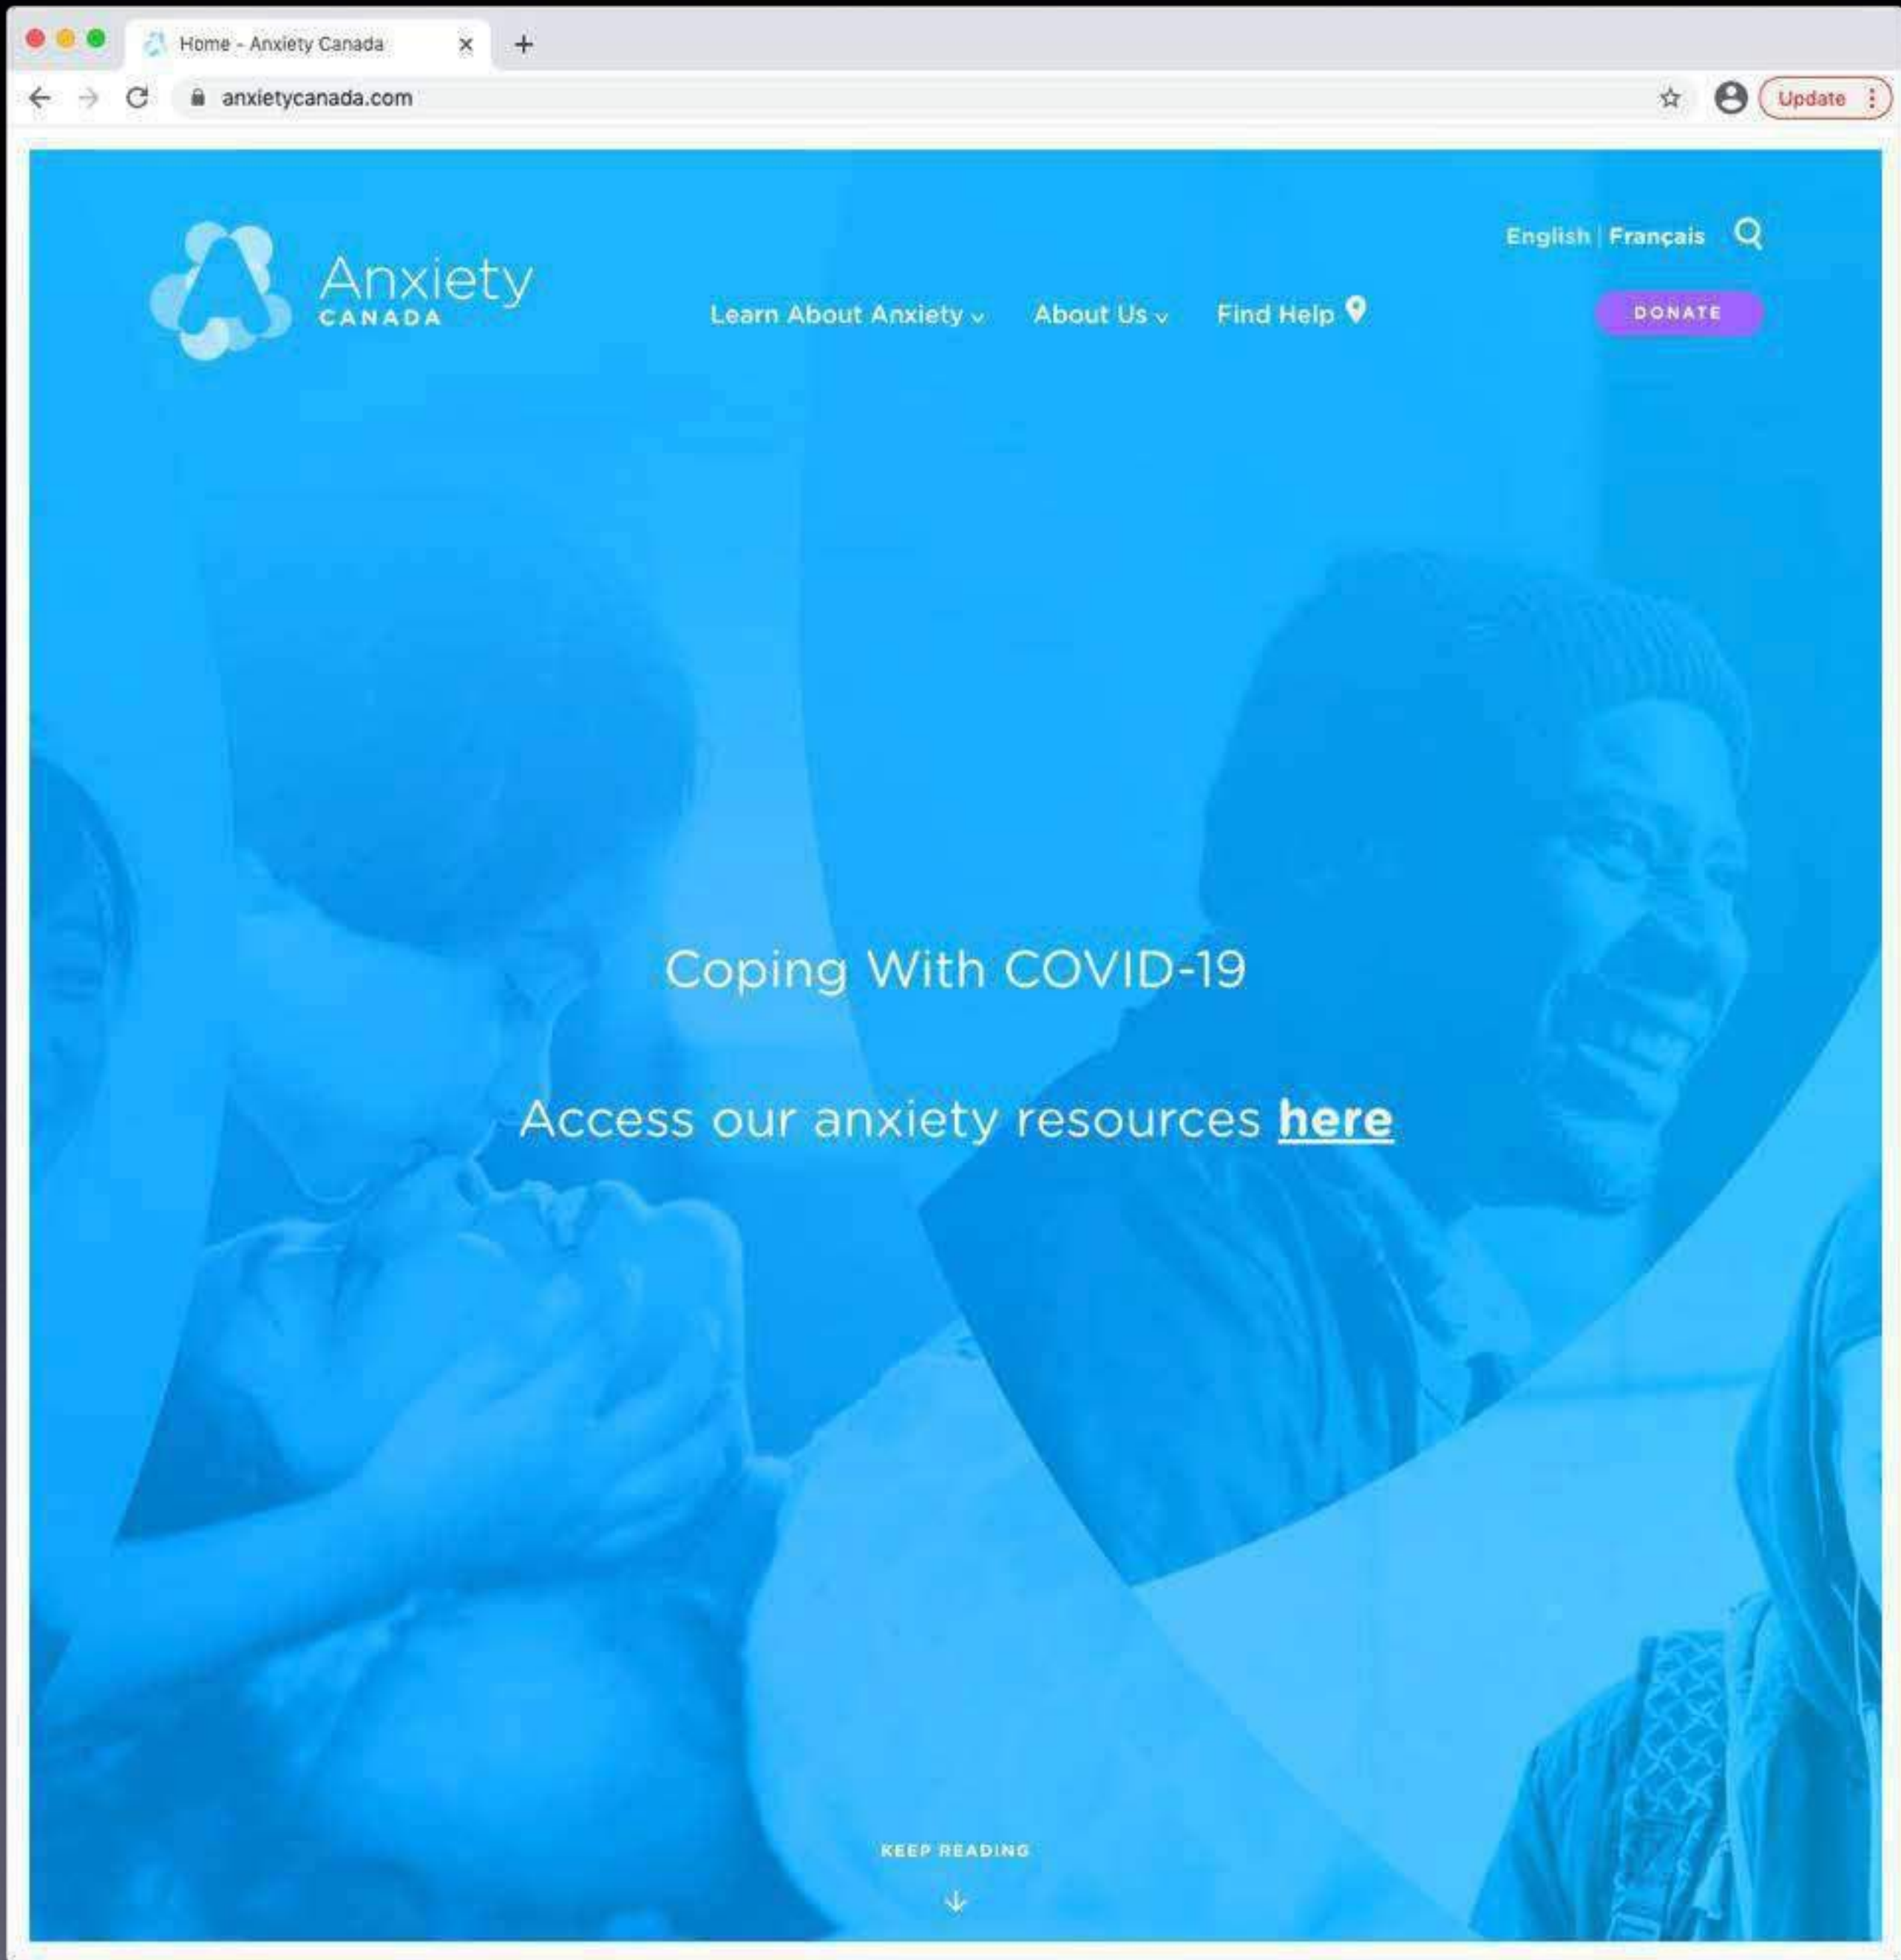 Home - Anxiety Canada
anxietycanada.com
Update
English | Français
Anxiety
CANADA
Learn About Anxiety
About Us
Find Help
DONATE
Coping With COVID-19
Access our anxiety resources here
KEEP READING